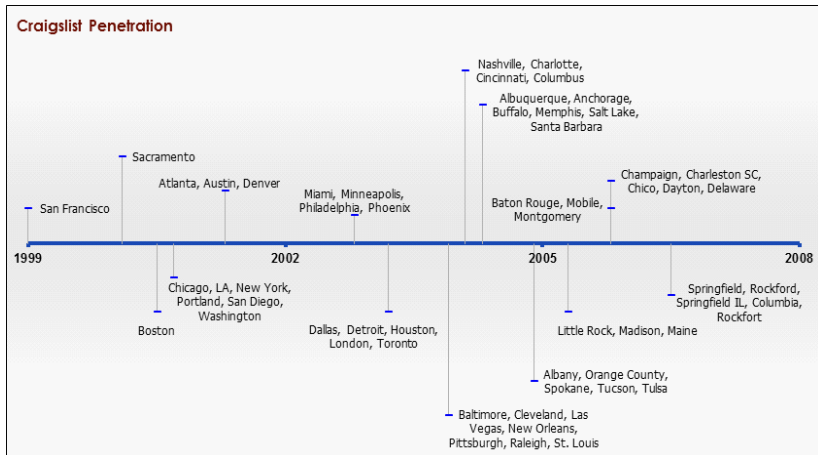 Craigslist Penetration
Nashville, Charlotte,
Cincinnati, Columbus
Albuquerque, Anchorage,
Buffalo, Memphis, Salt Lake,
Santa Barbara
Sacramento
Atlanta, Austin, Denver
Miami, Minneapolis,
Philadelphia, Phoenix
Champaign, Charleston SC,
Chico, Dayton, Delaware
San Francisco
Baton Rouge, Mobile,
Montgomery
1999
2002
2005
2008
Chicago, LA, New York,
Portland, San Diego,
Washington
Boston
Dallas, Detroit, Houston,
London, Toronto
Little Rock, Madison, Maine
Springfield, Rockford,
Springfield IL, Columbia,
Rockfort
Albany, Orange County,
Spokane, Tucson, Tulsa
Baltimore, Cleveland, Las
Vegas, New Orleans,
Pittsburgh, Raleigh, St. Louis